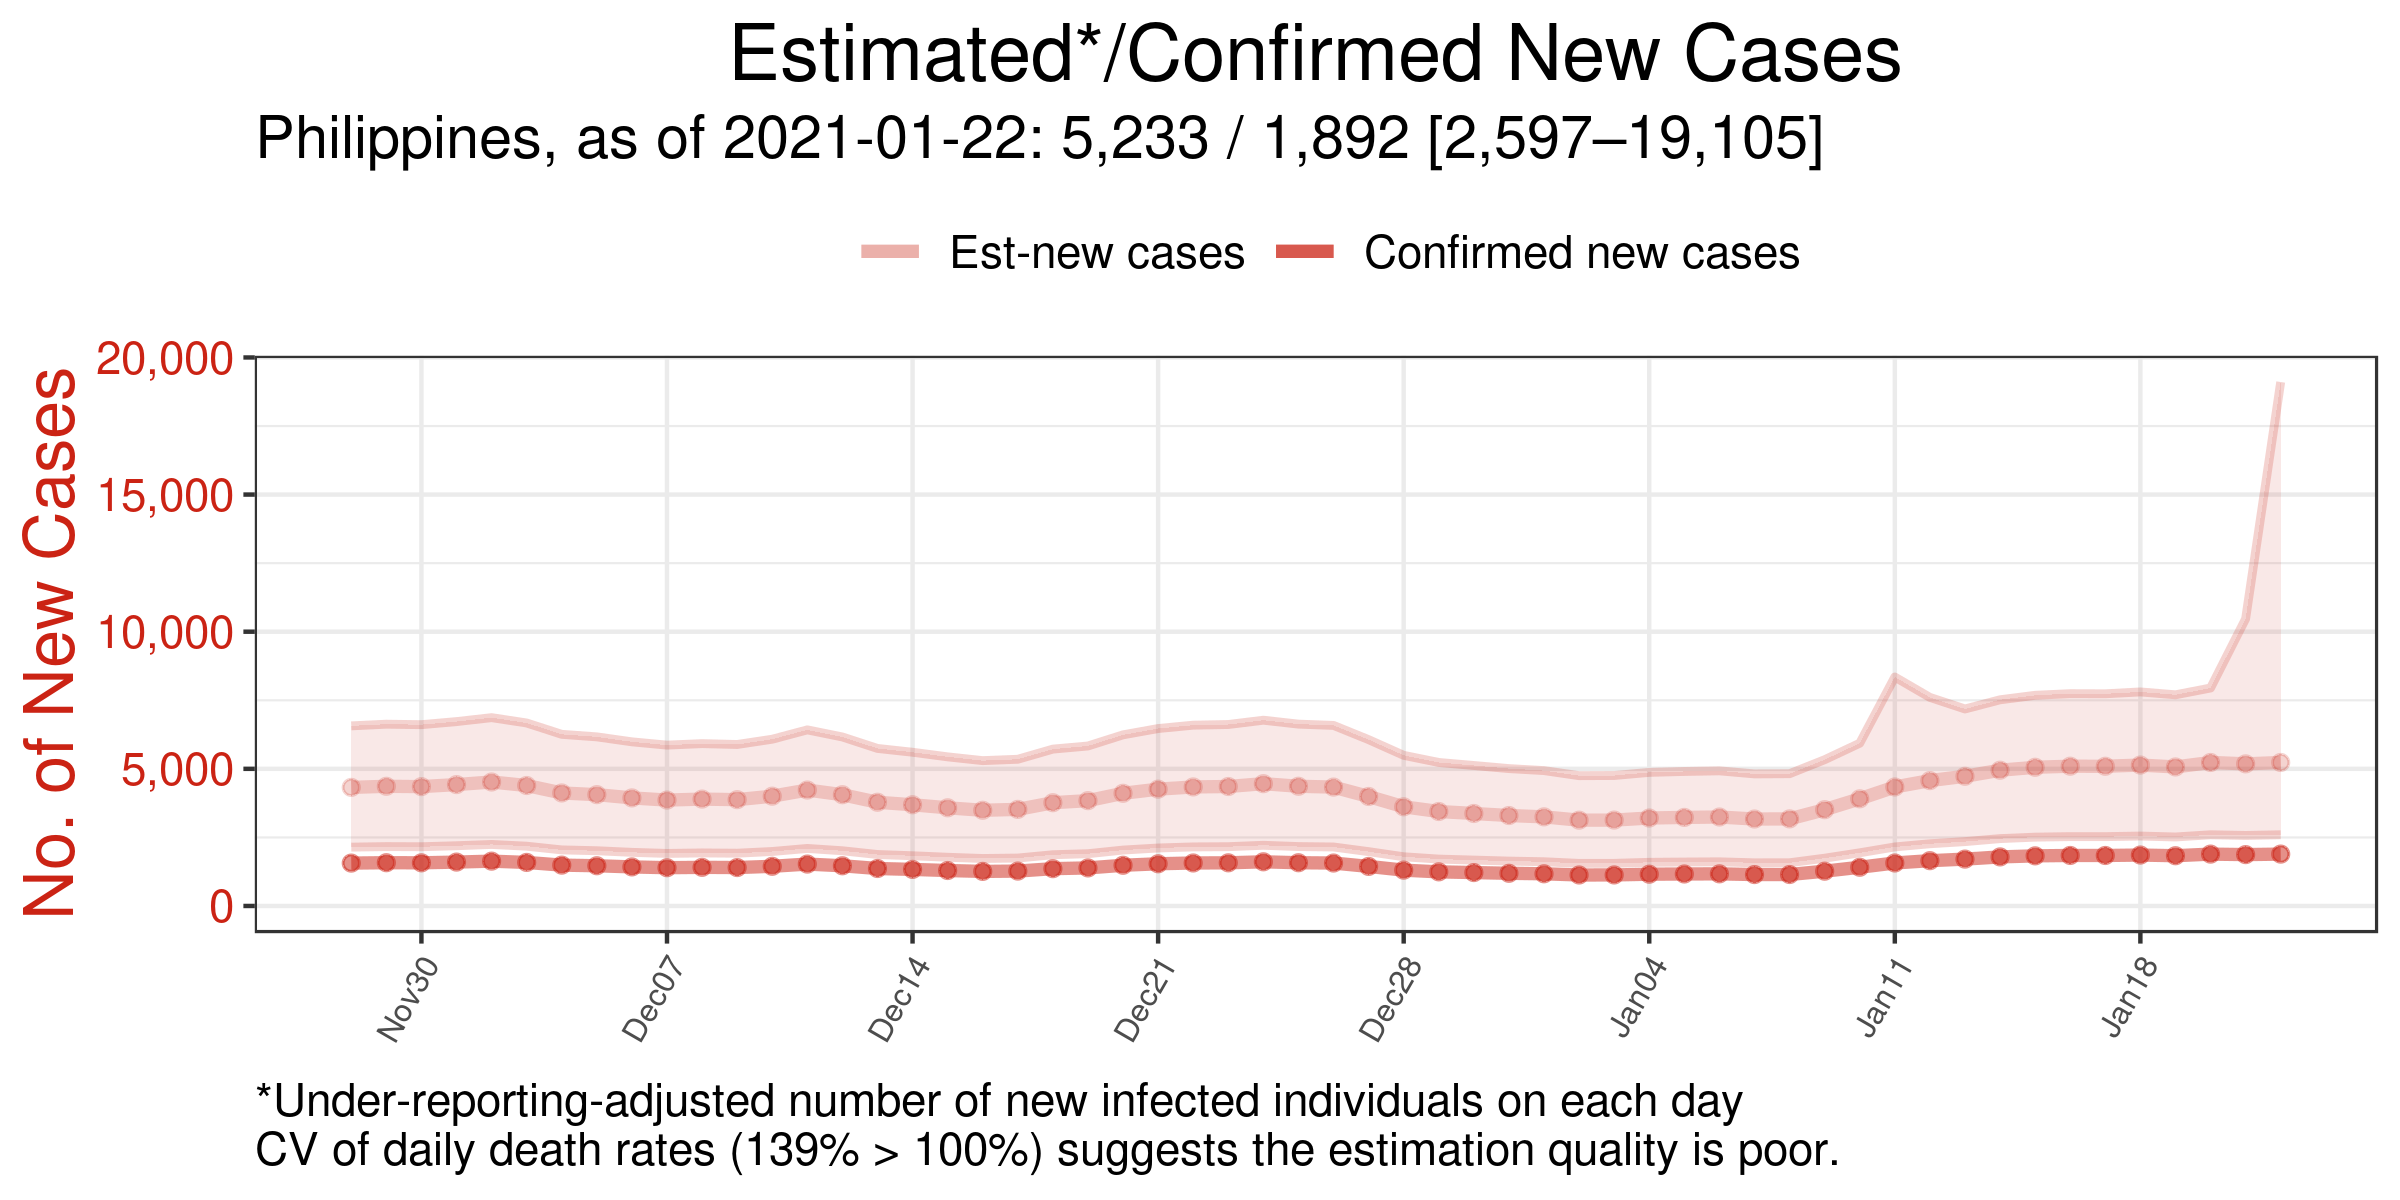 Estimated*/Confirmed New Cases
Philippines, as of 2021-01-22: 5,233 / 1,892 [2,597–19,105]
Est-new cases
Confirmed new cases
No. of New Cases
20,000
15,000
10,000
5,000
0
Nov30
Dec07
Dec14
Dec21
Dec28
Jan04
Jan11
Jan18
*Under-reporting-adjusted number of new infected individuals on each day
CV of daily death rates (139% > 100%) suggests the estimation quality is poor.